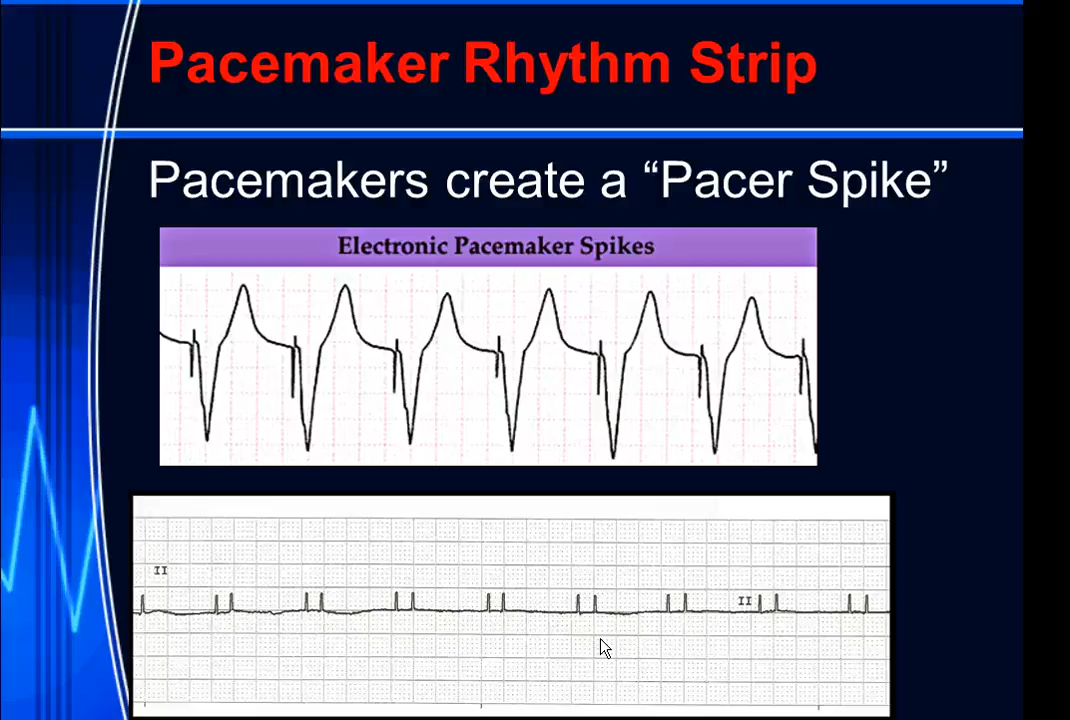 Pacemaker Rhythm Strip
Pacemakers create a “Pacer Spike”
Electronic Pacemaker Spikes
II
II